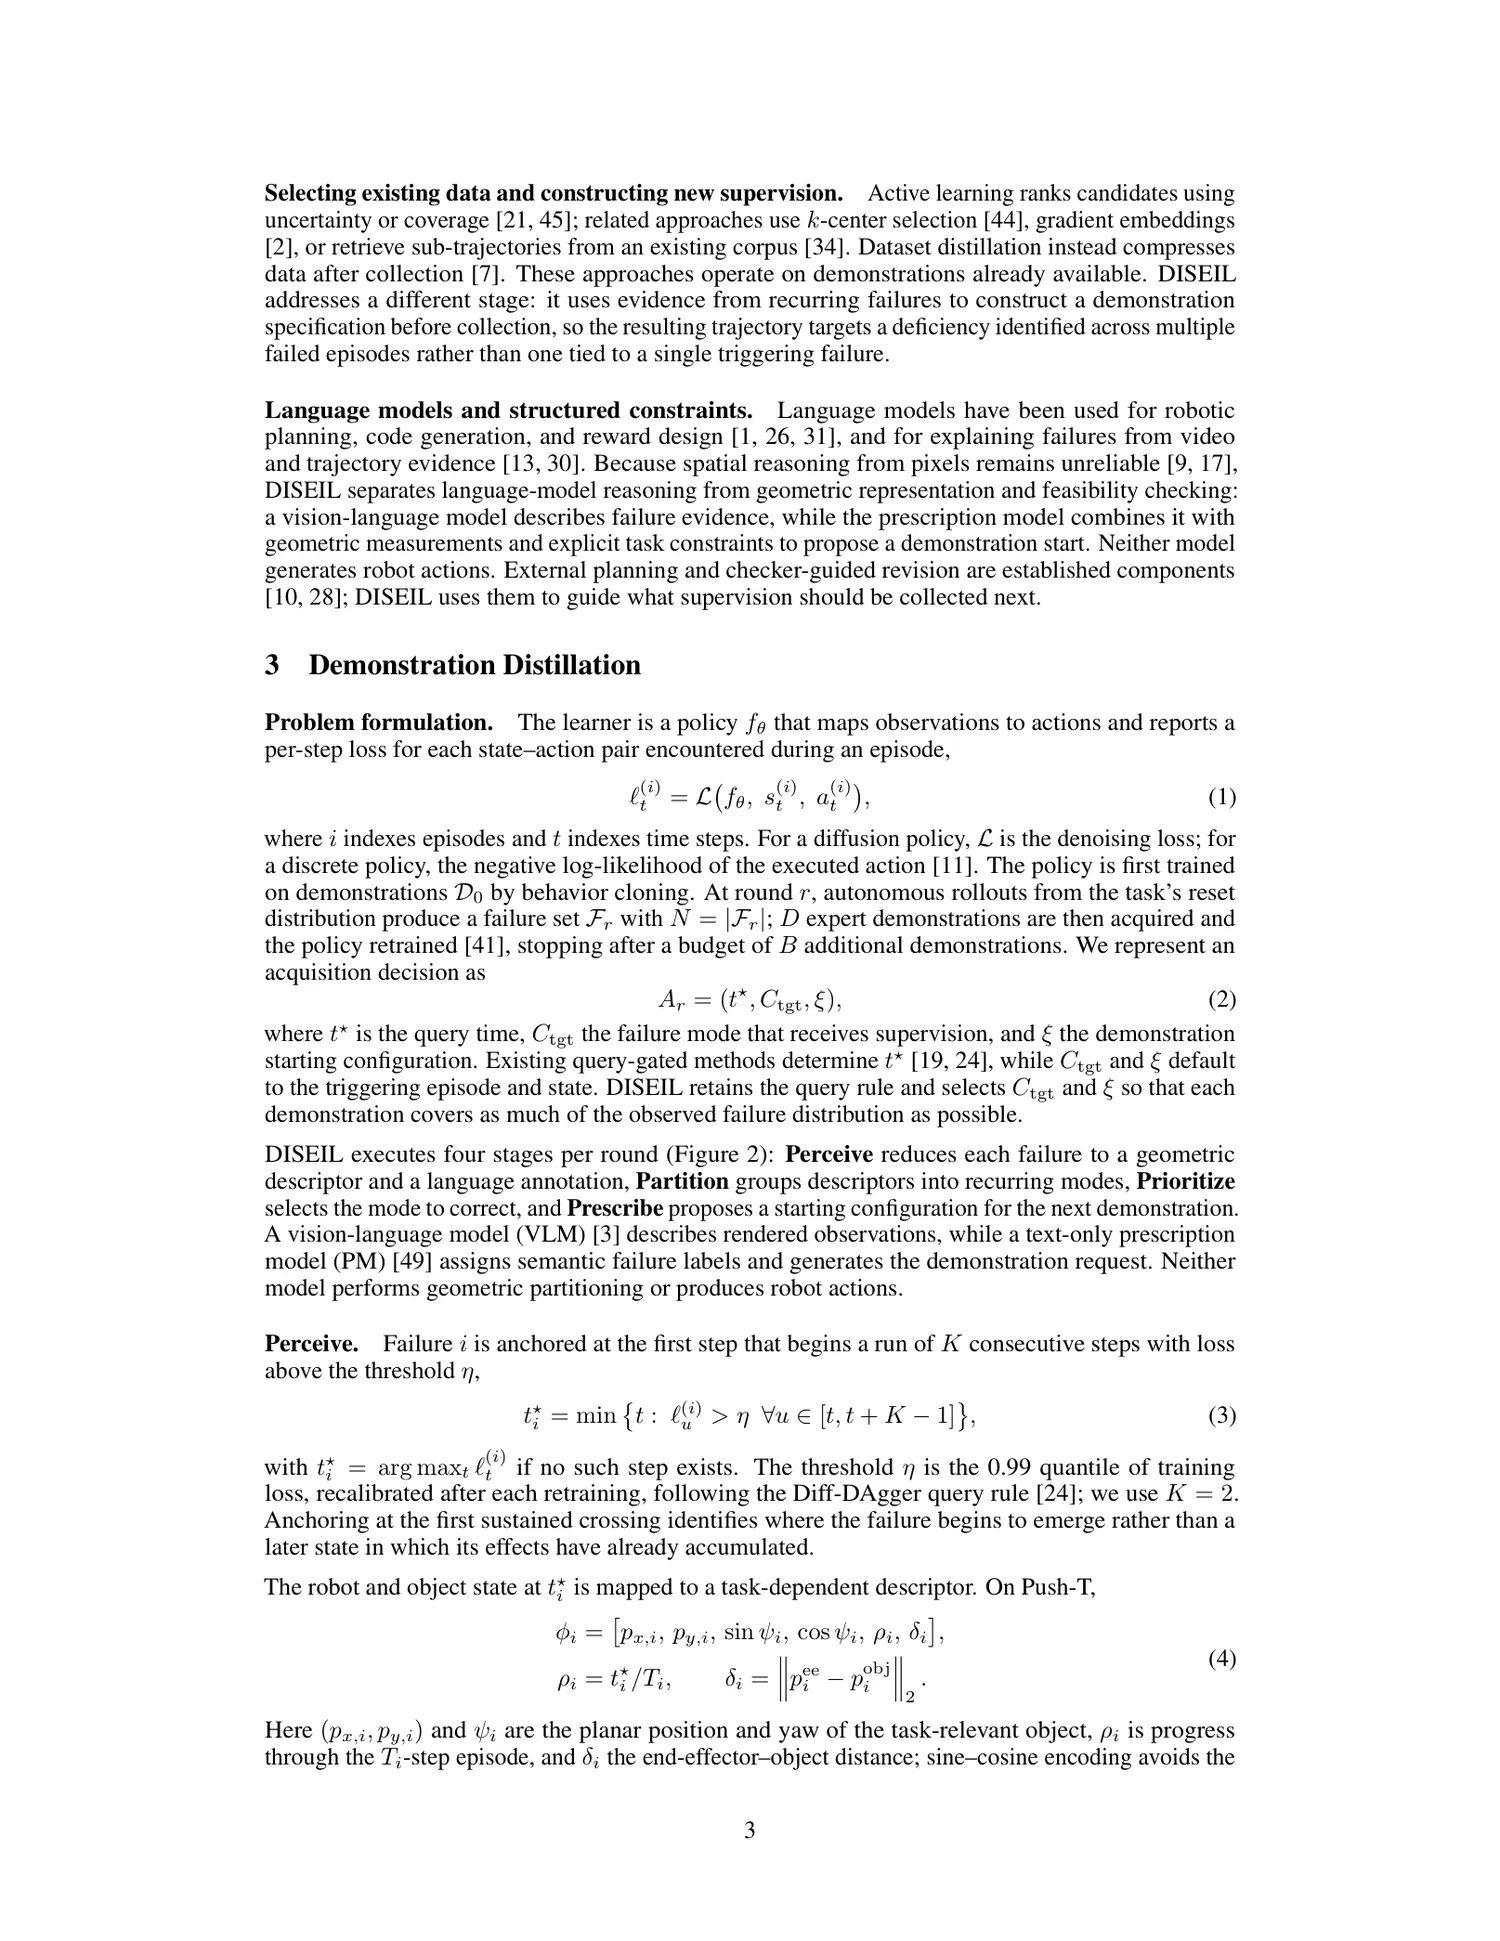 Selecting existing data and constructing new supervision. Active learning ranks candidates using
uncertainty or coverage [21, 45]; related approaches use k-center selection [44], gradient embeddings
[2], or retrieve sub-trajectories from an existing corpus [34]. Dataset distillation instead compresses
data after collection [7]. These approaches operate on demonstrations already available. DISEIL
addresses a different stage: it uses evidence from recurring failures to construct a demonstration
specification before collection, so the resulting trajectory targets a deficiency identified across multiple
failed episodes rather than one tied to a single triggering failure.
Language models and structured constraints. Language models have been used for robotic
planning, code generation, and reward design [1, 26, 31], and for explaining failures from video
and trajectory evidence [13, 30]. Because spatial reasoning from pixels remains unreliable [9, 17],
DISEIL separates language-model reasoning from geometric representation and feasibility checking:
a vision-language model describes failure evidence, while the prescription model combines it with
geometric measurements and explicit task constraints to propose a demonstration start. Neither model
generates robot actions. External planning and checker-guided revision are established components
[10, 28]; DISEIL uses them to guide what supervision should be collected next.
3 Demonstration Distillation
Problem formulation. The learner is a policy f_θ that maps observations to actions and reports a
per-step loss for each state–action pair encountered during an episode,
ℓ_t^{(i)} = ℒ(f_θ, s_t^{(i)}, a_t^{(i)}), (1)
where i indexes episodes and t indexes time steps. For a diffusion policy, ℒ is the denoising loss; for
a discrete policy, the negative log-likelihood of the executed action [11]. The policy is first trained
on demonstrations 𝒟_0 by behavior cloning. At round r, autonomous rollouts from the task's reset
distribution produce a failure set ℱ_r with N = |ℱ_r|; D expert demonstrations are then acquired and
the policy retrained [41], stopping after a budget of B additional demonstrations. We represent an
acquisition decision as
A_r = (t⋆, C_tgt, ξ), (2)
where t⋆ is the query time, C_tgt the failure mode that receives supervision, and ξ the demonstration
starting configuration. Existing query-gated methods determine t⋆ [19, 24], while C_tgt and ξ default
to the triggering episode and state. DISEIL retains the query rule and selects C_tgt and ξ so that each
demonstration covers as much of the observed failure distribution as possible.
DISEIL executes four stages per round (Figure 2): Perceive reduces each failure to a geometric
descriptor and a language annotation, Partition groups descriptors into recurring modes, Prioritize
selects the mode to correct, and Prescribe proposes a starting configuration for the next demonstration.
A vision-language model (VLM) [3] describes rendered observations, while a text-only prescription
model (PM) [49] assigns semantic failure labels and generates the demonstration request. Neither
model performs geometric partitioning or produces robot actions.
Perceive. Failure i is anchored at the first step that begins a run of K consecutive steps with loss
above the threshold η,
t_i⋆ = min {t : ℓ_u^{(i)} > η ∀u ∈ [t, t + K − 1]}, (3)
with t_i⋆ = arg max_t ℓ_t^{(i)} if no such step exists. The threshold η is the 0.99 quantile of training
loss, recalibrated after each retraining, following the Diff-DAgger query rule [24]; we use K = 2.
Anchoring at the first sustained crossing identifies where the failure begins to emerge rather than a
later state in which its effects have already accumulated.
The robot and object state at t_i⋆ is mapped to a task-dependent descriptor. On Push-T,
ϕ_i = [p_{x,i}, p_{y,i}, sin ψ_i, cos ψ_i, ρ_i, δ_i],
ρ_i = t_i⋆/T_i, δ_i = ‖p_i^{ee} − p_i^{obj}‖_2. (4)
Here (p_{x,i}, p_{y,i}) and ψ_i are the planar position and yaw of the task-relevant object, ρ_i is progress
through the T_i-step episode, and δ_i the end-effector–object distance; sine–cosine encoding avoids the
3